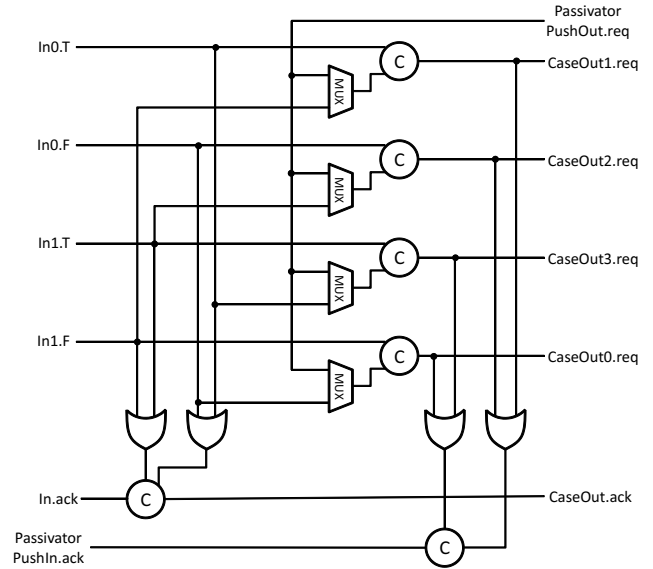 Passivator
PushOut.req
In0.T
C
CaseOut1.req
MUX
In0.F
C
CaseOut2.req
MUX
In1.T
C
CaseOut3.req
MUX
In1.F
C
CaseOut0.req
MUX
In.ack
C
CaseOut.ack
Passivator
PushIn.ack
C